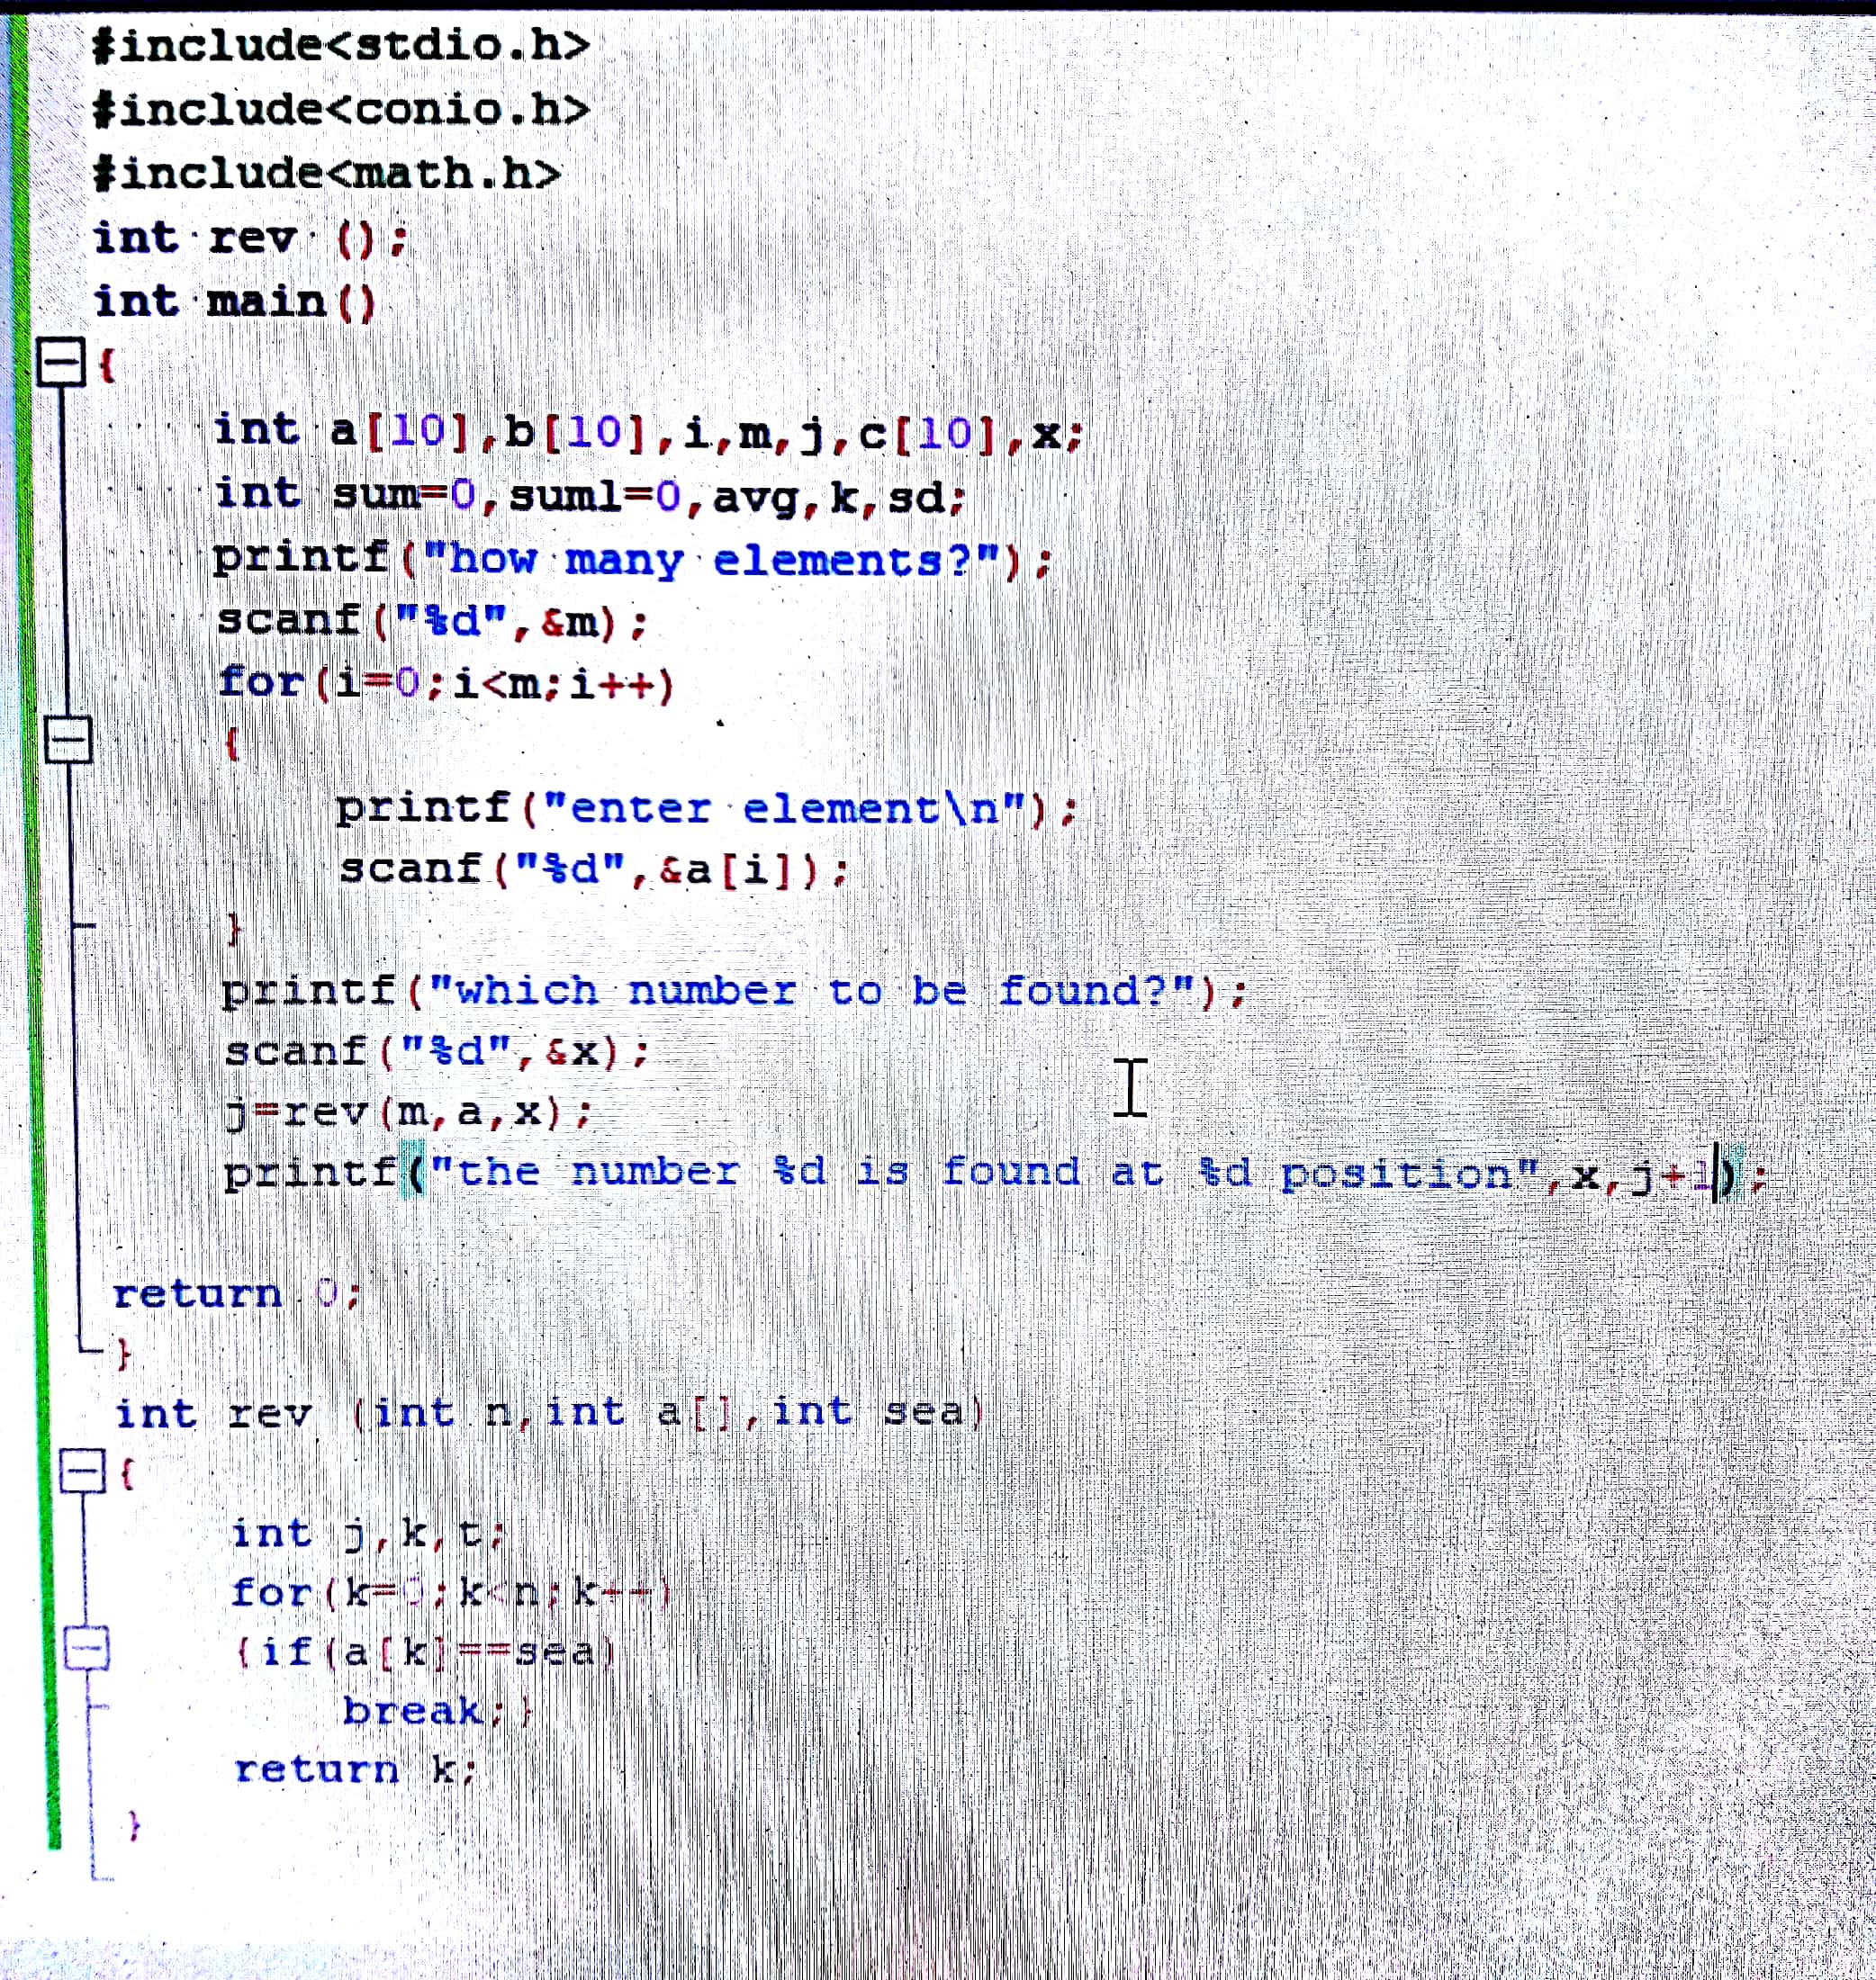 #include<stdio.h>
#include<conio.h>
#include<math.h>
int rev ();
int main()
{
int a[10],b[10],i,m,j,c[10],x;
int sum=0,sum1=0,avg,k,sd;
printf("how many elements?");
scanf("%d",&m);
for(i=0;i<m;i++)
{
printf("enter element\n");
scanf("%d",&a[i]);
}
printf("which number to be found?");
scanf("%d",&x);
j=rev(m,a,x);
printf("the number %d is found at %d position",x,j+1);
return 0;
}
int rev (int n,int a[],int sea)
{
int j,k,t;
for(k=0;k<n;k++)
{if(a[k]==sea)
break;}
return k;
}